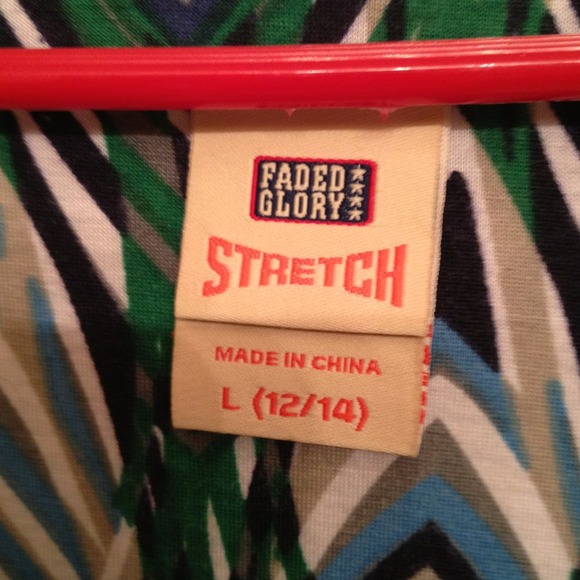 FADED
GLORY
STRETCH
MADE IN CHINA
L (12/14)